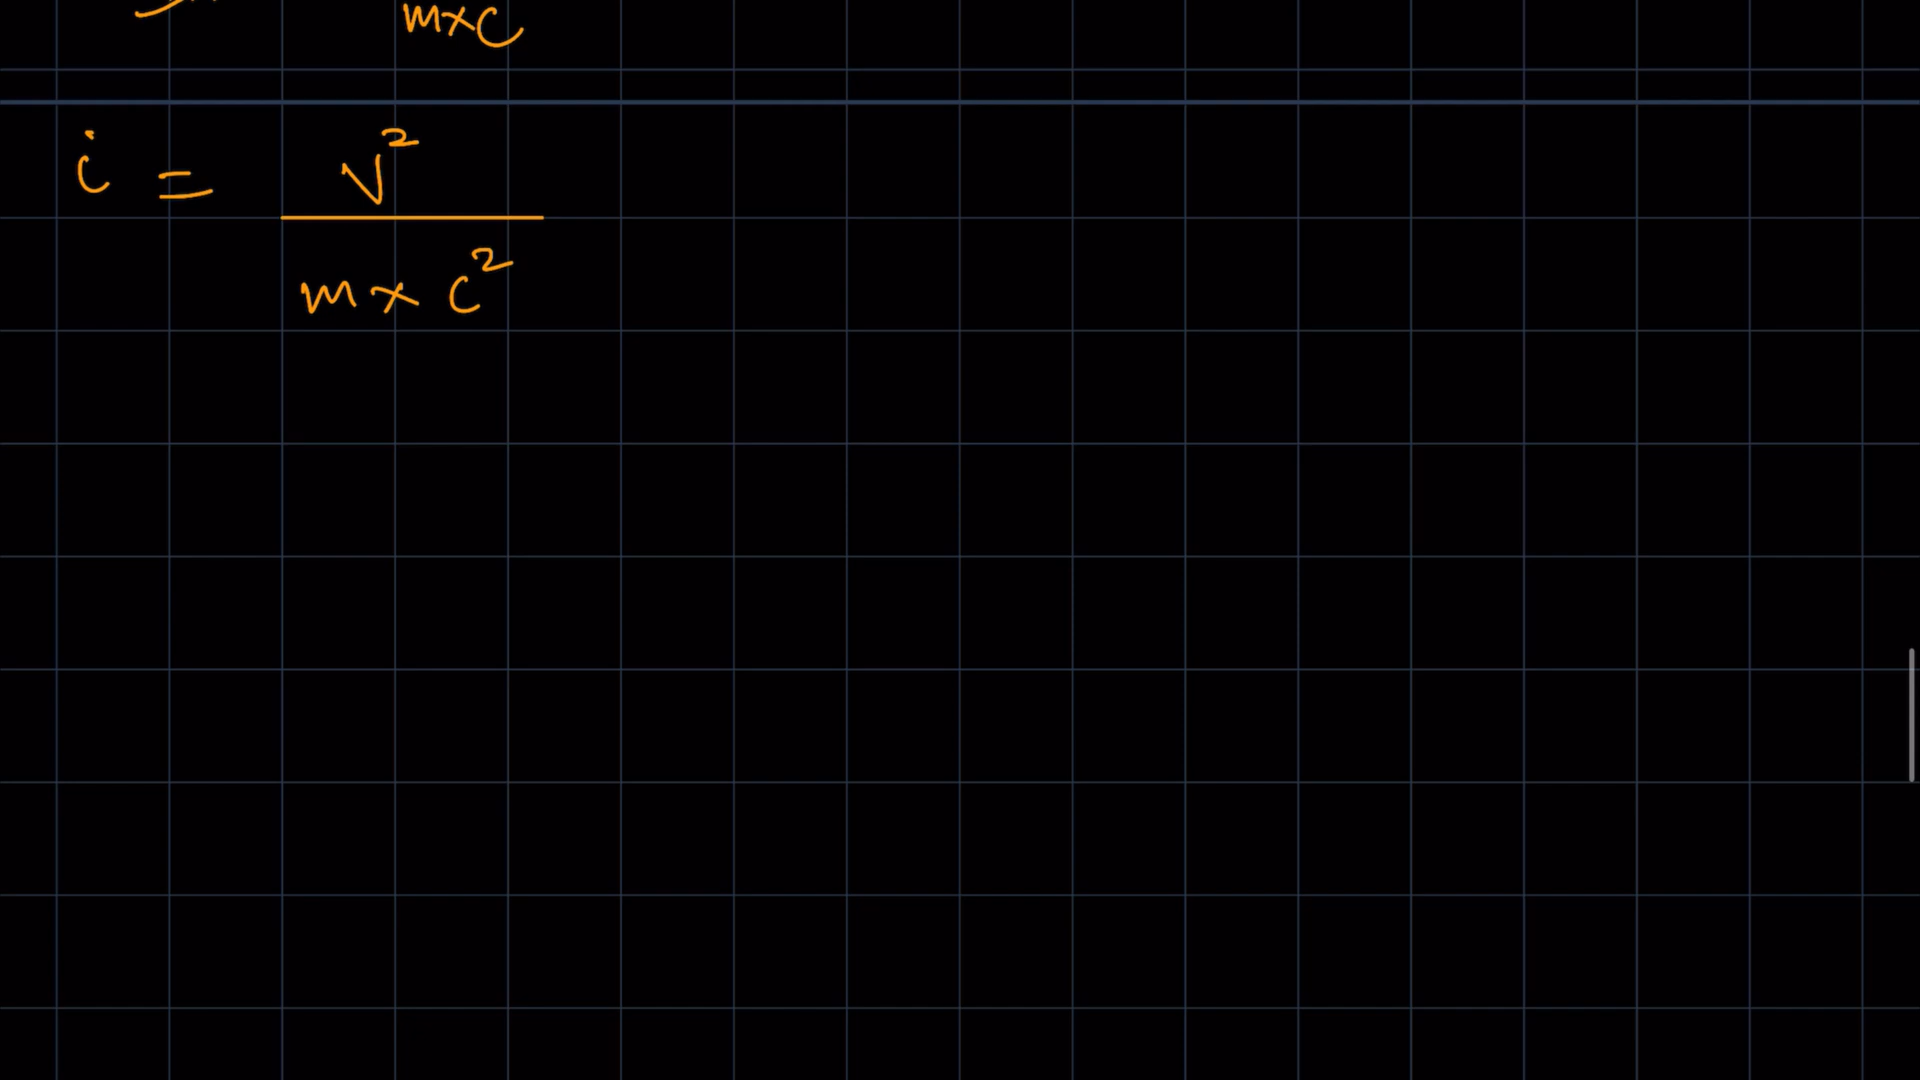 m×C
i = V²
m × c²